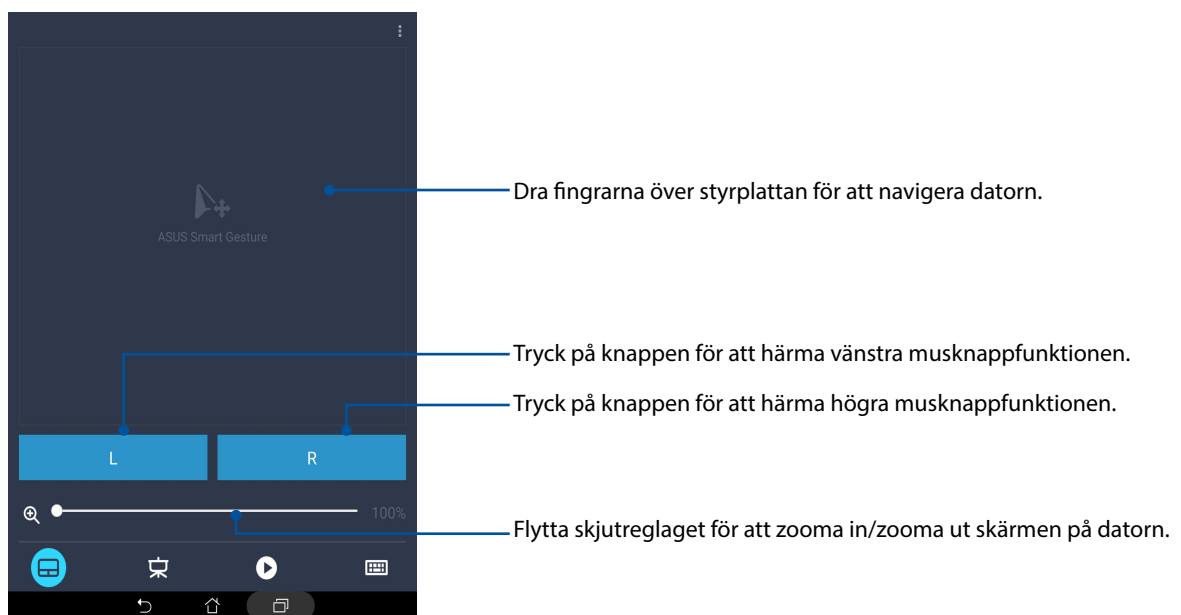 Dra fingrarna över styrplattan för att navigera datorn.
ASUS Smart Gesture
Tryck på knappen för att härma vänstra musknappfunktionen.
Tryck på knappen för att härma högra musknappfunktionen.
L
R
100%
Flytta skjutreglaget för att zooma in/zooma ut skärmen på datorn.